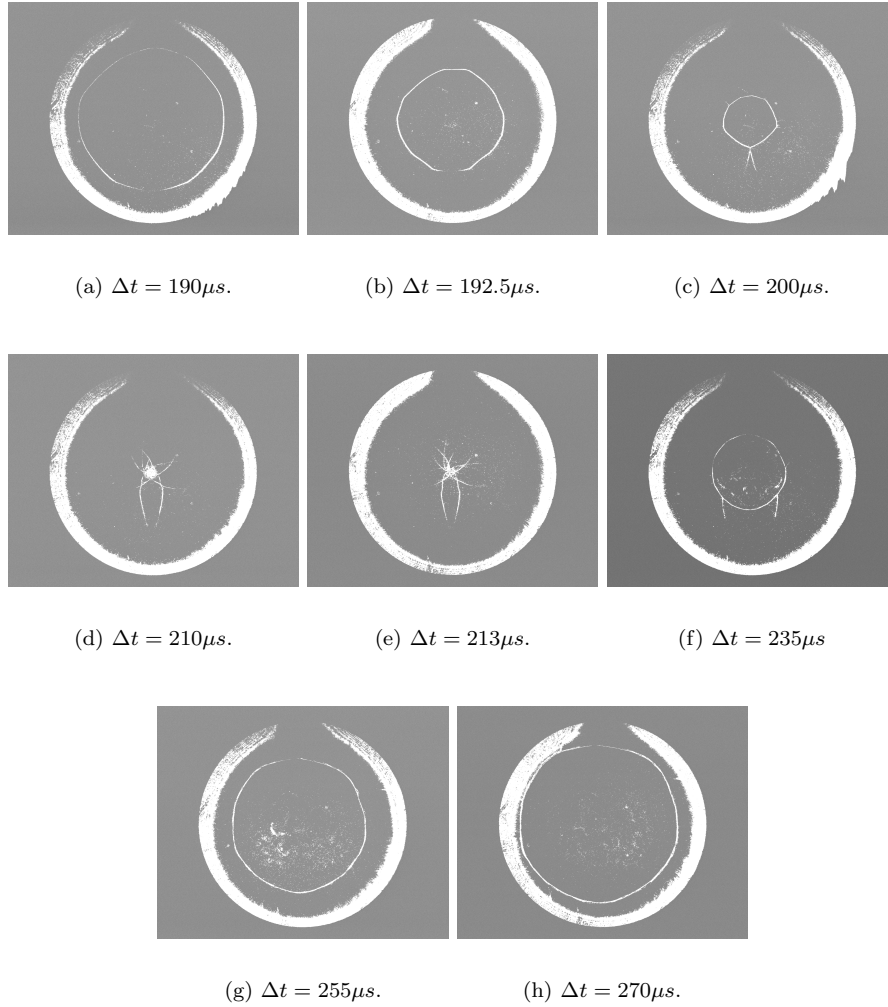 (a) Δt = 190μs.
(b) Δt = 192.5μs.
(c) Δt = 200μs.
(d) Δt = 210μs.
(e) Δt = 213μs.
(f) Δt = 235μs
(g) Δt = 255μs.
(h) Δt = 270μs.